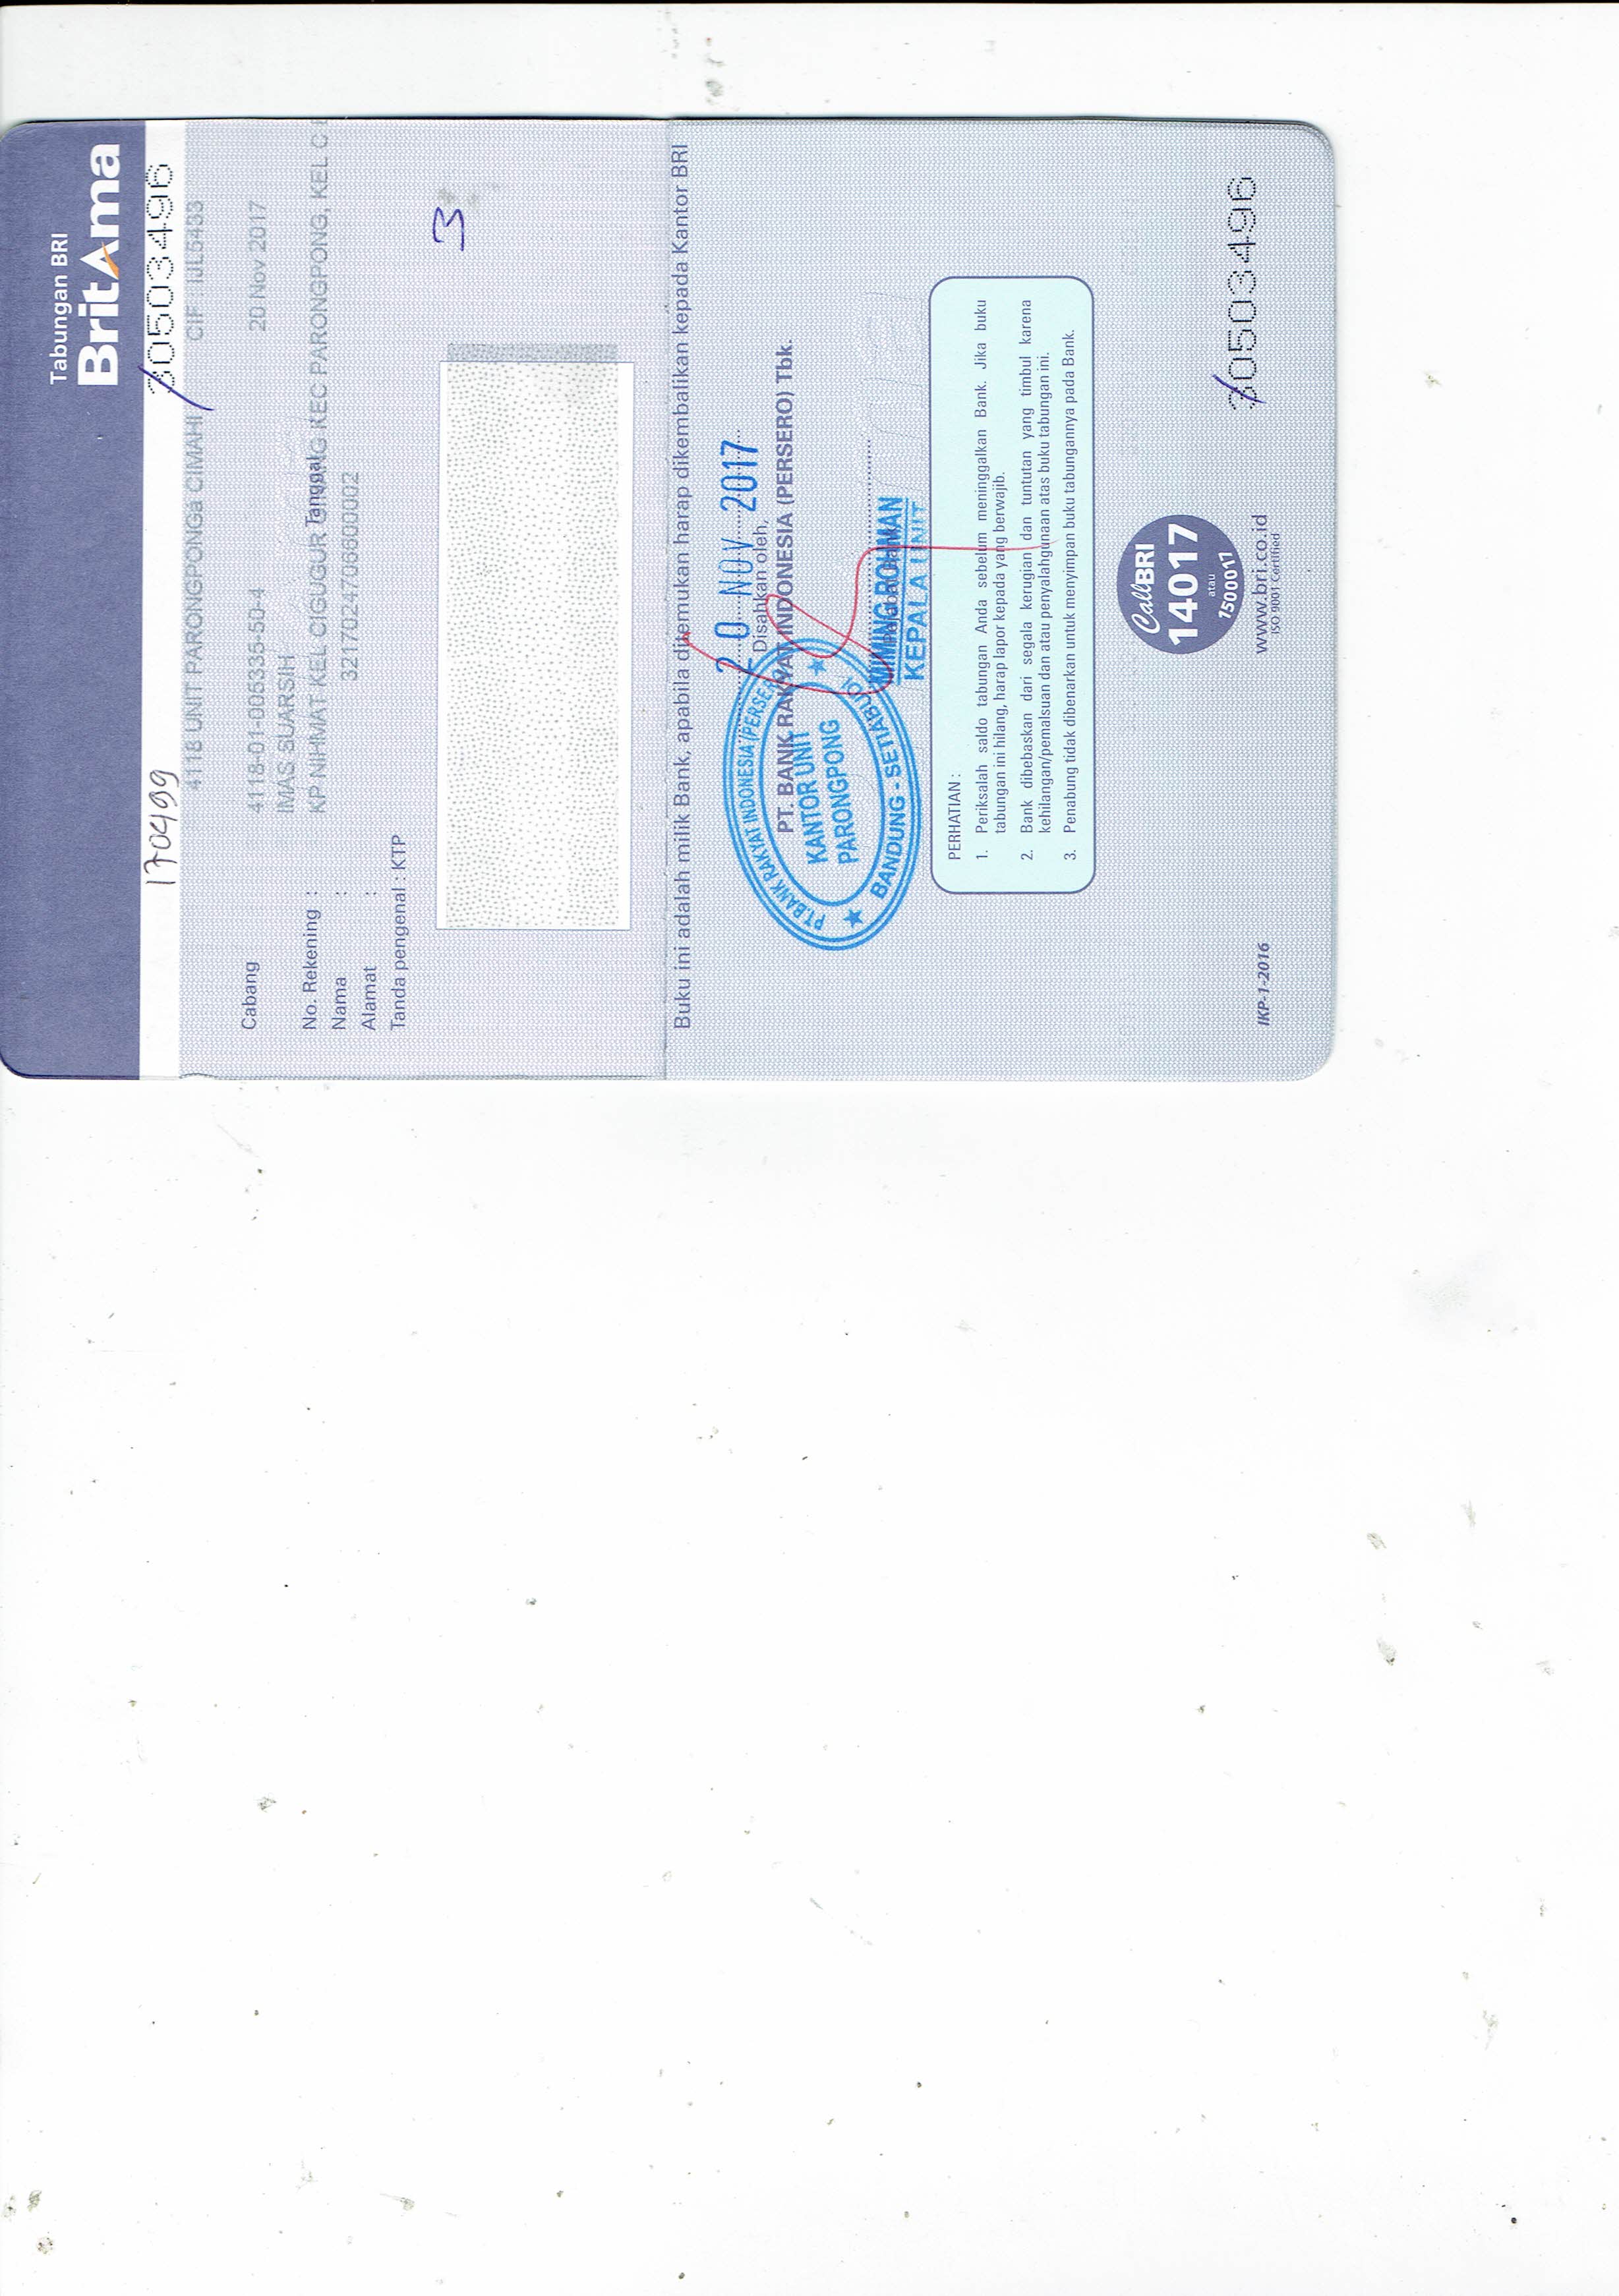 Tabungan BRI
BritAma
170499 30503496
4118 UNIT PARONGPONGa CIMAHI / CIF : IJL5433
Cabang
4118-01-005335-50-4 20 Nov 2017
IMAS SUARSIH
No. Rekening : Tanggal
KP NIHMAT KEL CIGUGUR KEC PARONGPONG, KEL C
Nama :
3217024706600002
Alamat :
Tanda pengenal : KTP
3
Buku ini adalah milik Bank, apabila ditemukan harap dikembalikan kepada Kantor BRI
20 NOV 2017
Disahkan oleh,
PT. BANK RAKYAT INDONESIA (PERSERO) Tbk.
PT.BANK RAKYAT INDONESIA (PERSERO)
KANTOR UNIT
PARONGPONG
BANDUNG - SETIABUDI
MIMING ROHMAN
KEPALA UNIT
PERHATIAN :
1. Periksalah saldo tabungan Anda sebelum meninggalkan Bank. Jika buku
tabungan ini hilang, harap lapor kepada yang berwajib.
2. Bank dibebaskan dari segala kerugian dan tuntutan yang timbul karena
kehilangan/pemalsuan dan atau penyalahgunaan atas buku tabungan ini.
3. Penabung tidak dibenarkan untuk menyimpan buku tabungannya pada Bank.
CallBRI
14017
atau
1500017
30503496
IKP-1-2016
www.bri.co.id
ISO 9001 Certified